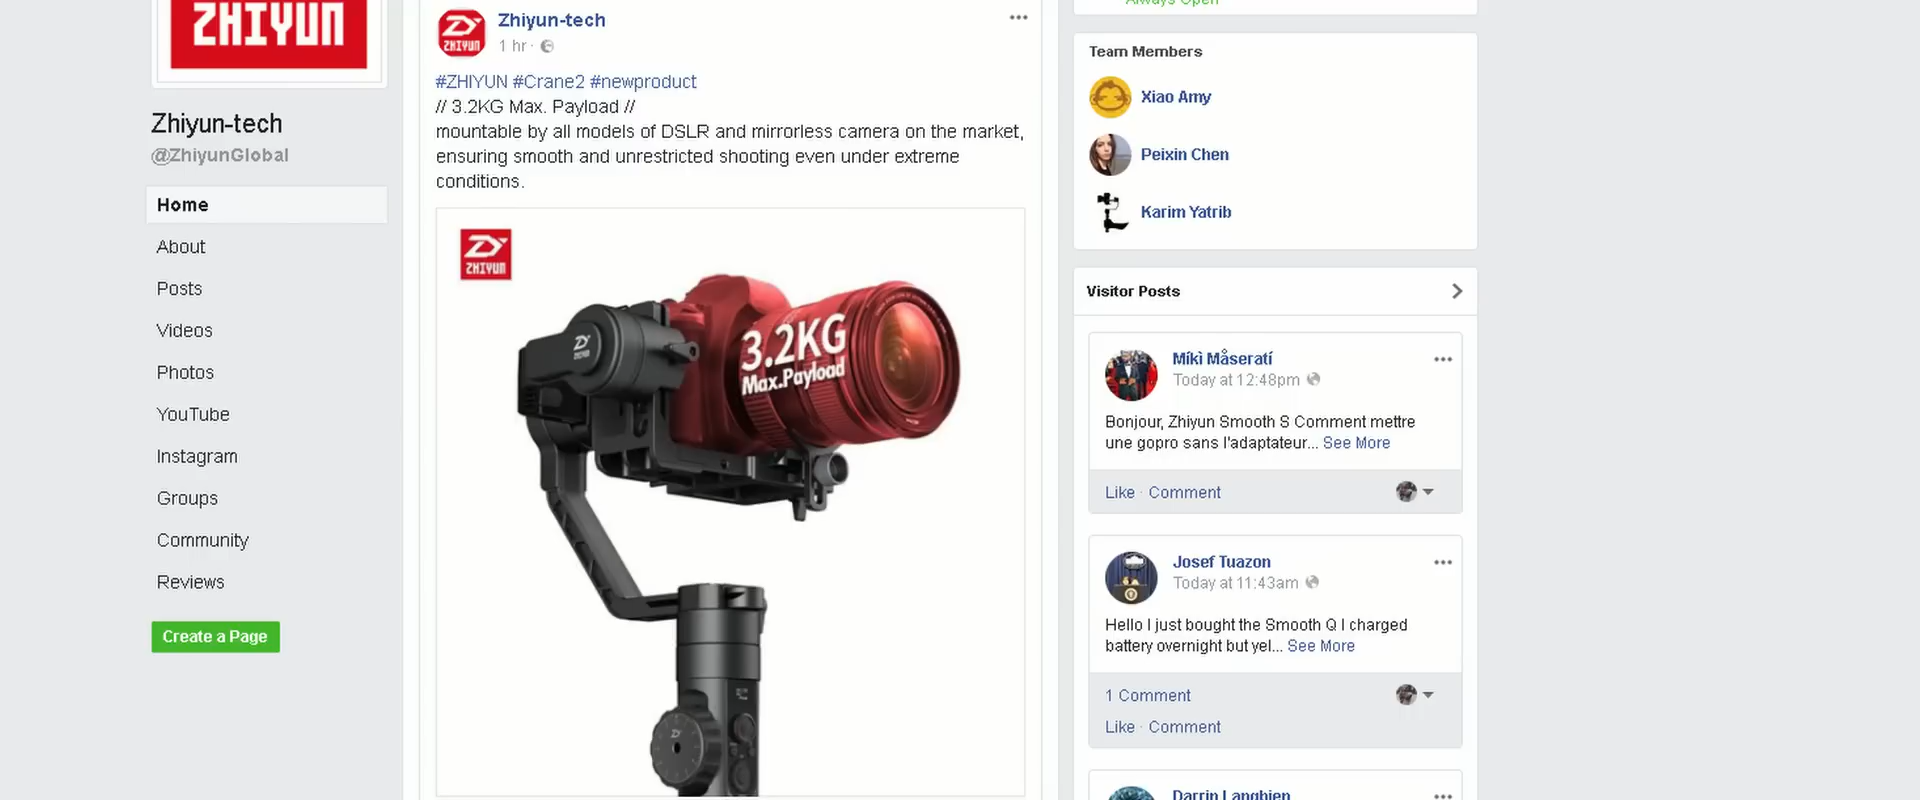 ZHIYUN
Zhiyun-tech
@ZhiyunGlobal
Home
About
Posts
Videos
Photos
YouTube
Instagram
Groups
Community
Reviews
Create a Page
ZHIYUN
Zhiyun-tech
1 hr ·
#ZHIYUN #Crane2 #newproduct
// 3.2KG Max. Payload //
mountable by all models of DSLR and mirrorless camera on the market,
ensuring smooth and unrestricted shooting even under extreme
conditions.
ZHIYUN
3.2KG
Max.Payload
Always Open
Team Members
Xiao Amy
Peixin Chen
Karim Yatrib
Visitor Posts
Míkì Måseratí
Today at 12:48pm
Bonjour, Zhiyun Smooth S Comment mettre
une gopro sans l'adaptateur... See More
Like · Comment
Josef Tuazon
Today at 11:43am
Hello I just bought the Smooth Q I charged
battery overnight but yel... See More
1 Comment
Like · Comment
Darrin Langhien